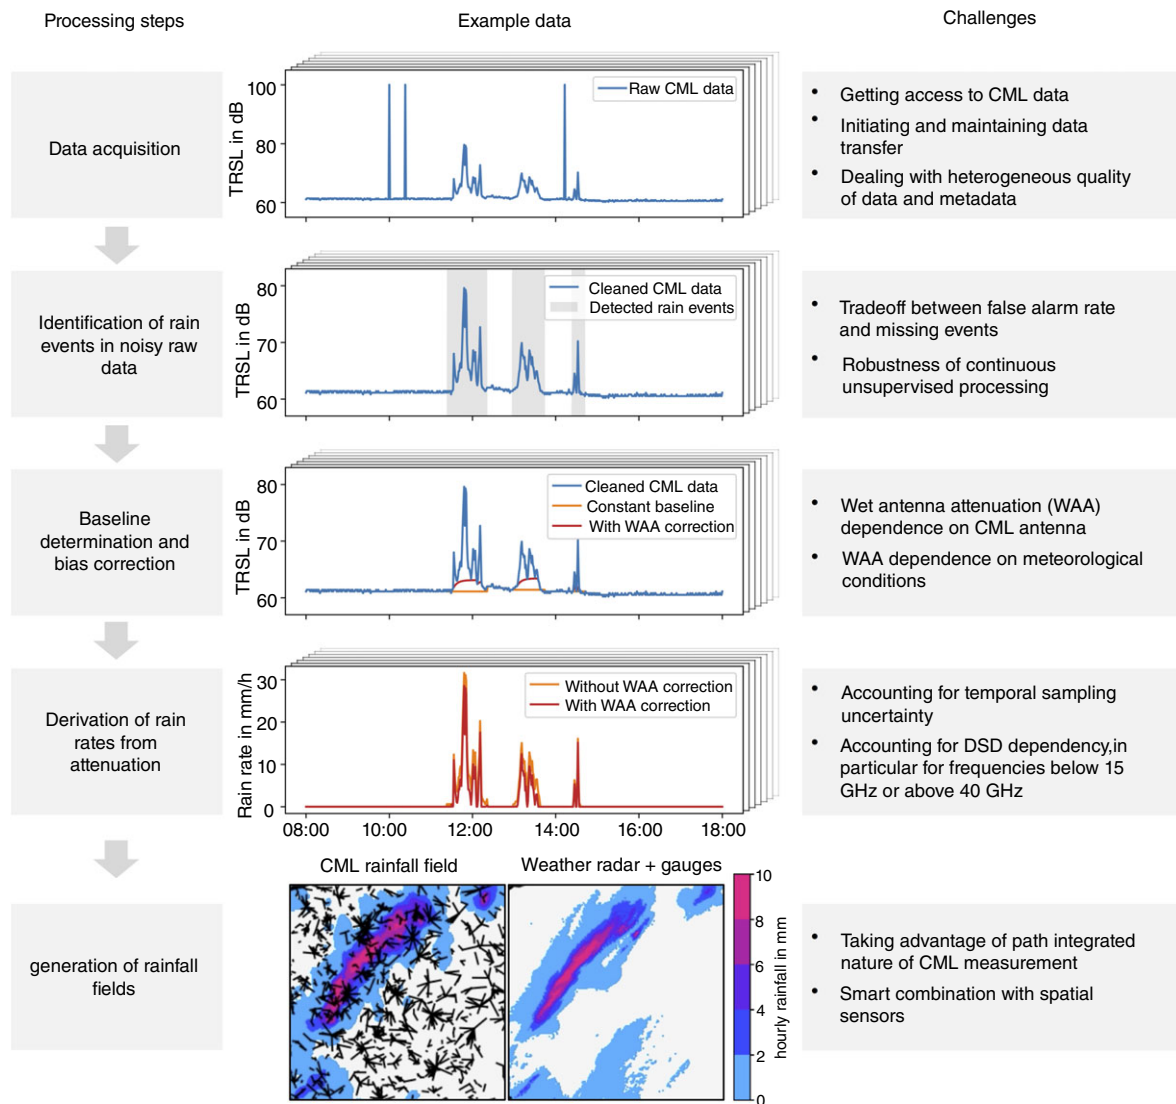 Processing steps
Example data
Challenges
Data acquisition
TRSL in dB
100
80
60
Raw CML data
• Getting access to CML data
• Initiating and maintaining data
transfer
• Dealing with heterogeneous quality
of data and metadata
Identification of rain
events in noisy raw
data
TRSL in dB
80
70
60
Cleaned CML data
Detected rain events
• Tradeoff between false alarm rate
and missing events
• Robustness of continuous
unsupervised processing
Baseline
determination and
bias correction
TRSL in dB
80
70
60
Cleaned CML data
Constant baseline
With WAA correction
• Wet antenna attenuation (WAA)
dependence on CML antenna
• WAA dependence on meteorological
conditions
Derivation of rain
rates from
attenuation
Rain rate in mm/h
30
20
10
0
Without WAA correction
With WAA correction
08:00 10:00 12:00 14:00 16:00 18:00
• Accounting for temporal sampling
uncertainty
• Accounting for DSD dependency,in
particular for frequencies below 15
GHz or above 40 GHz
generation of rainfall
fields
CML rainfall field
Weather radar + gauges
10
8
6
4
2
0
hourly rainfall in mm
• Taking advantage of path integrated
nature of CML measurement
• Smart combination with spatial
sensors